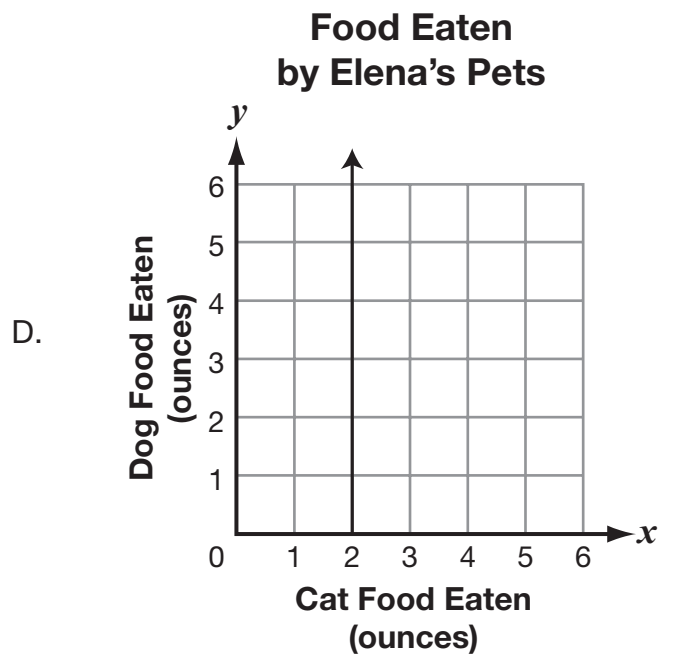 Food Eaten
by Elena’s Pets
y
6
5
4
3
2
1
D.
Dog Food Eaten
(ounces)
0 1 2 3 4 5 6
x
Cat Food Eaten
(ounces)